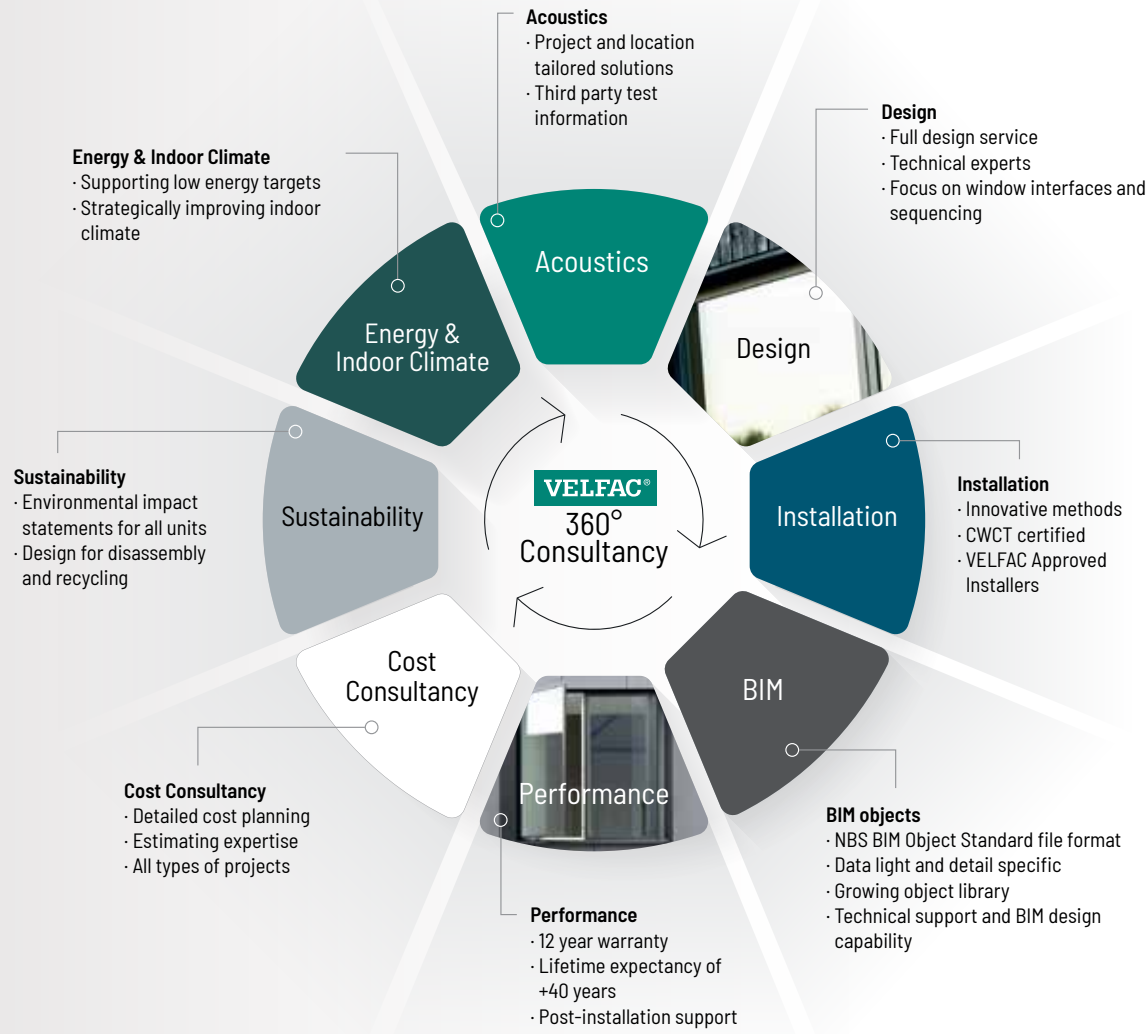 Acoustics
· Project and location
tailored solutions
· Third party test
information
Design
· Full design service
· Technical experts
· Focus on window interfaces and
sequencing
Energy & Indoor Climate
· Supporting low energy targets
· Strategically improving indoor
climate
Acoustics
Energy &
Indoor Climate
Design
Sustainability
· Environmental impact
statements for all units
· Design for disassembly
and recycling
Sustainability
VELFAC®
360°
Consultancy
Installation
Installation
· Innovative methods
· CWCT certified
· VELFAC Approved
Installers
Cost
Consultancy
BIM
Performance
Cost Consultancy
· Detailed cost planning
· Estimating expertise
· All types of projects
BIM objects
· NBS BIM Object Standard file format
· Data light and detail specific
· Growing object library
· Technical support and BIM design
capability
Performance
· 12 year warranty
· Lifetime expectancy of
+40 years
· Post-installation support